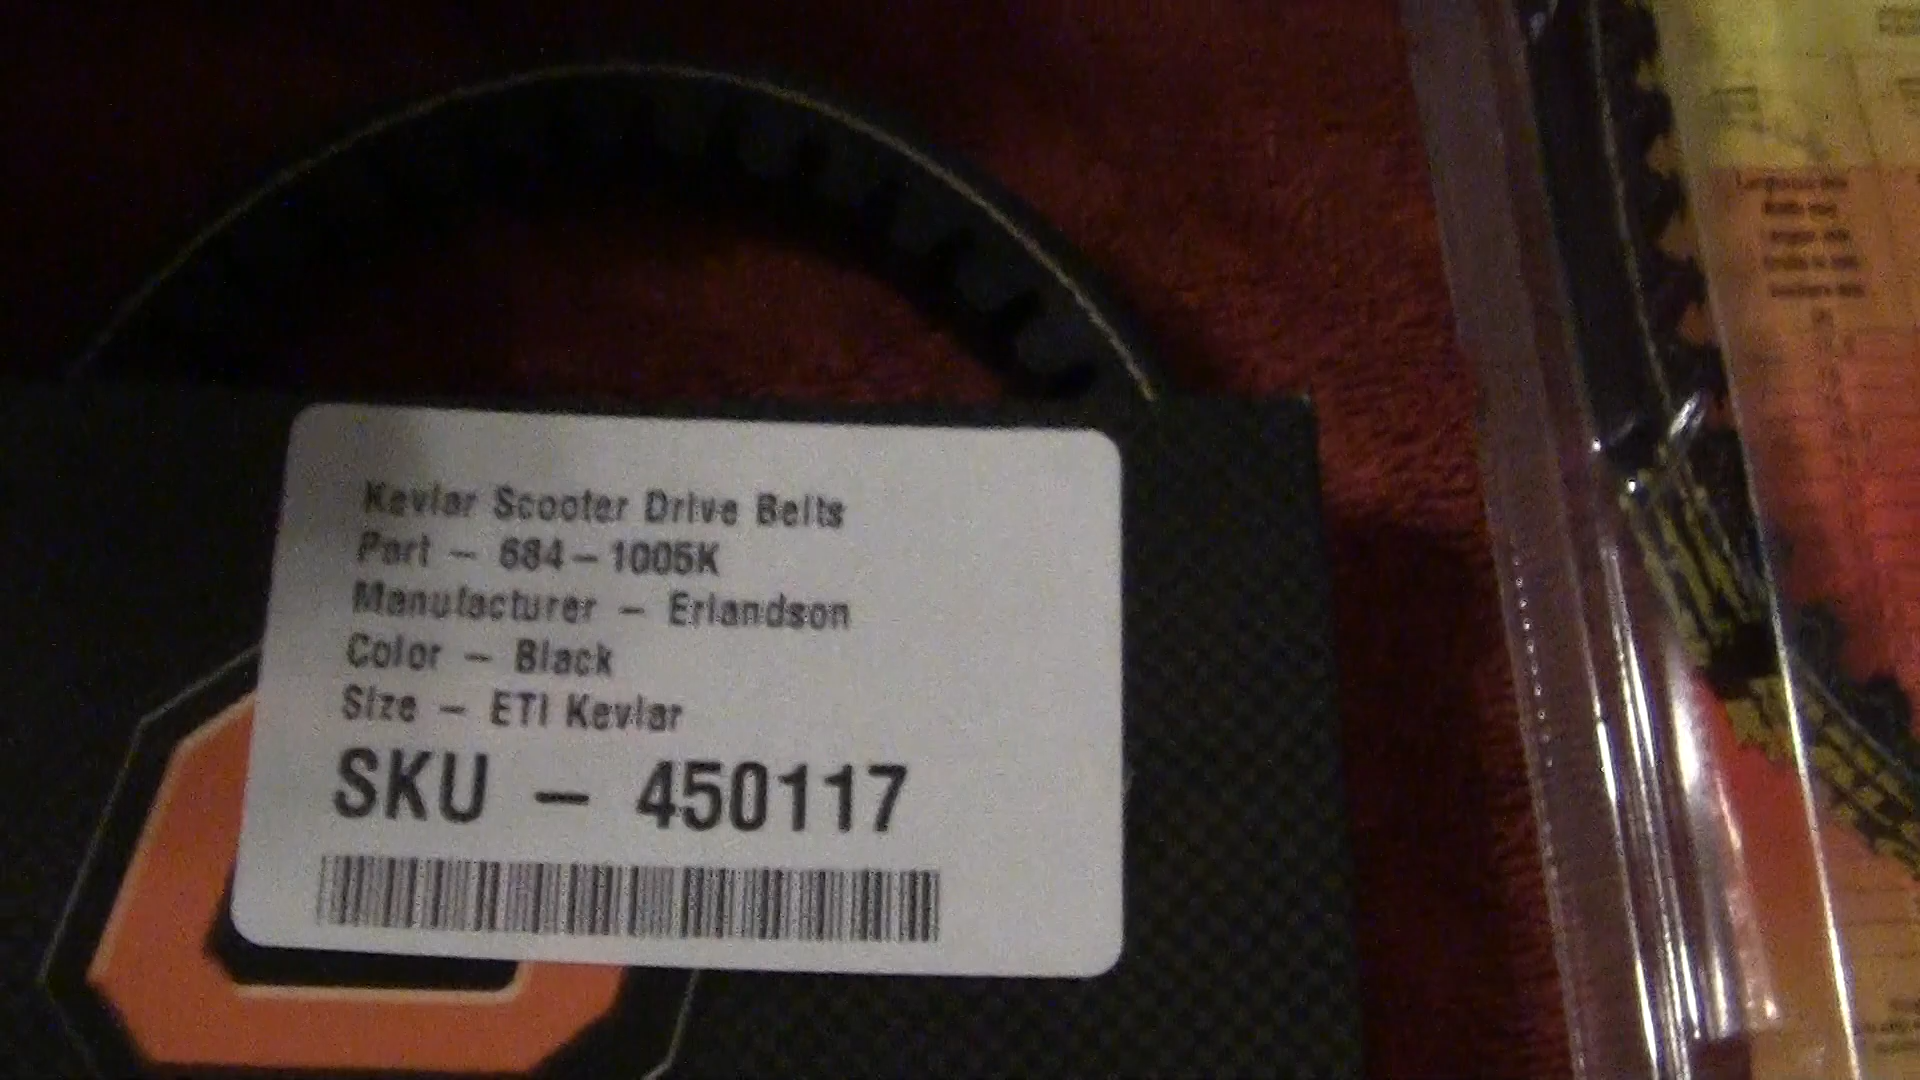 Kevlar Scooter Drive Belts
Part - 684-1005K
Manufacturer - Erlandson
Color - Black
Size - ETI Kevlar
SKU - 450117